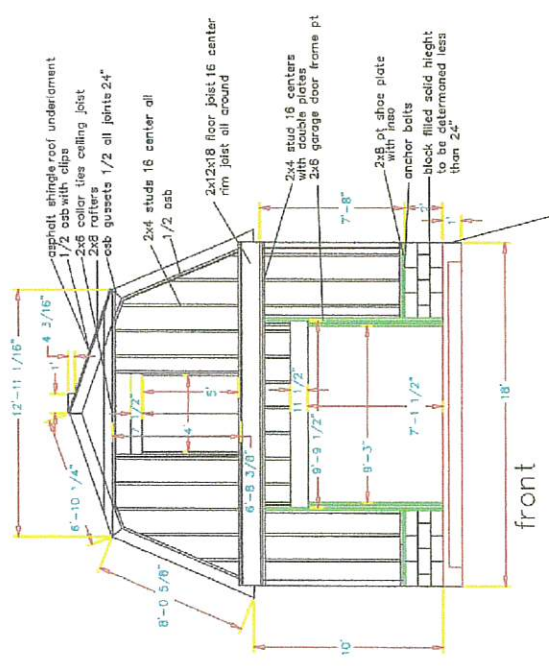 asphalt shingle roof underlament
1/2 osb with clips
2x6 collar ties ceiling joist
2x8 rafters
osb gussets 1/2 all joints 24"
2x4 studs 16 center all
1/2 osb
2x12x18 floor joist 16 center
rim joist all around
2x4 stud 16 centers
with double plates
2x6 garage door frame pt
2x8 pt shoe plate
with inso
anchor bolts
block filled solid hieght
to be determaned less
than 24"
12'-11 1/16"
4 3/16"
1'
6'-10 1/4"
8'-0 5/8"
7 1/2"
4'
5'
6'-8 3/8"
11 1/2"
9'-9 1/2"
9'-3"
7'-1 1/2"
7'-8"
2'
1'
10'
18'
front